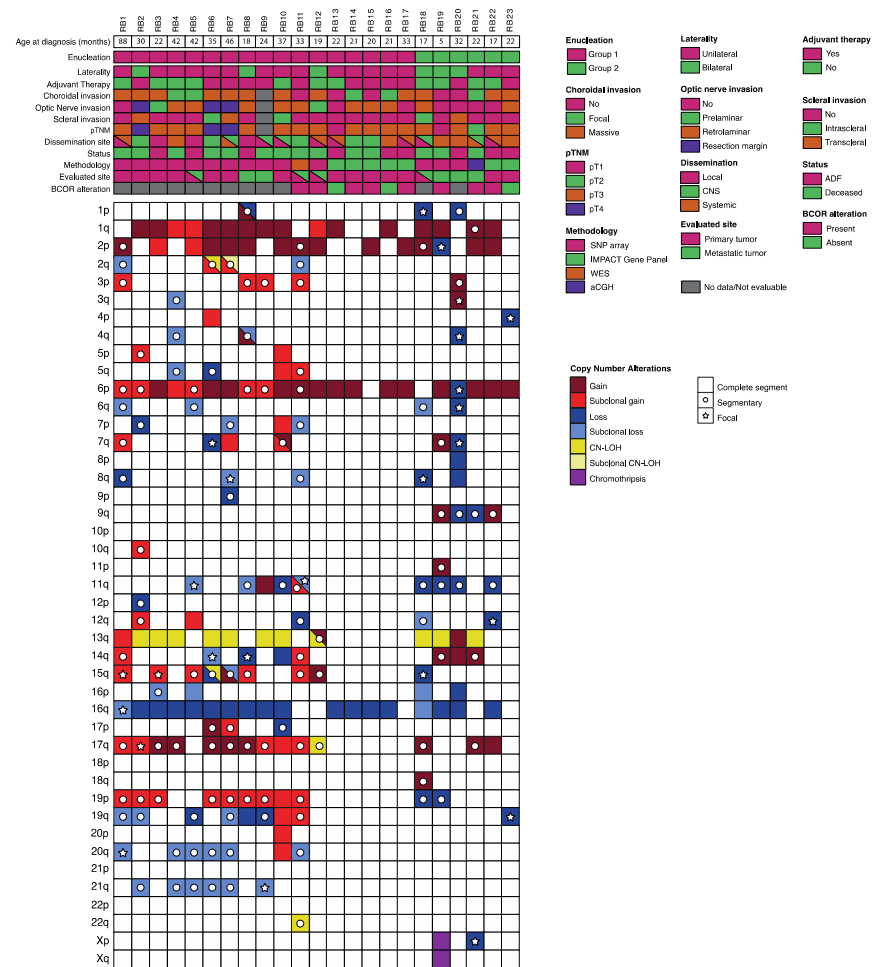 RB1 RB2 RB3 RB4 RB5 RB6 RB7 RB8 RB9 RB10 RB11 RB12 RB13 RB14 RB15 RB16 RB17 RB18 RB19 RB20 RB21 RB22 RB23
Age at diagnosis (months) 88 30 22 42 42 35 46 18 24 37 33 19 22 21 20 21 33 17 5 32 22 17 22
Enucleation
Laterality
Adjuvant Therapy
Choroidal invasion
Optic Nerve invasion
Scleral invasion
pTNM
Dissemination site
Status
Methodology
Evaluated site
BCOR alteration
1p
1q
2p
2q
3p
3q
4p
4q
5p
5q
6p
6q
7p
7q
8p
8q
9p
9q
10p
10q
11p
11q
12p
12q
13q
14q
15q
16p
16q
17p
17q
18p
18q
19p
19q
20p
20q
21p
21q
22p
22q
Xp
Xq
Enucleation
Group 1
Group 2
Choroidal invasion
No
Focal
Massive
pTNM
pT1
pT2
pT3
pT4
Methodology
SNP array
IMPACT Gene Panel
WES
aCGH
Laterality
Unilateral
Bilateral
Optic nerve invasion
No
Prelaminar
Retrolaminar
Resection margin
Dissemination
Local
CNS
Systemic
Evaluated site
Primary tumor
Metastatic tumor
No data/Not evaluable
Adjuvant therapy
Yes
No
Scleral invasion
No
Intrascleral
Transcleral
Status
ADF
Deceased
BCOR alteration
Present
Absent
Copy Number Alterations
Gain
Subclonal gain
Loss
Subclonal loss
CN-LOH
Subclonal CN-LOH
Chromothripsis
Complete segment
Segmentary
Focal